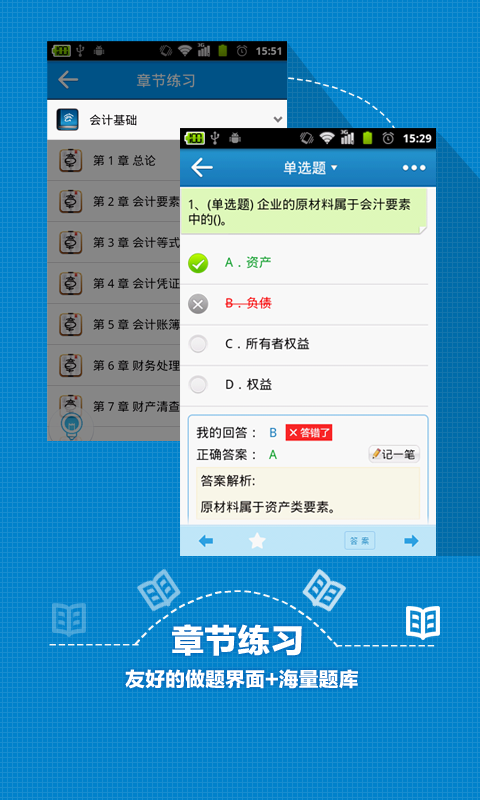 15:51
章节练习
会计基础
第 1 章 总论
第 2 章 会计要素
第 3 章 会计等式
第 4 章 会计凭证
第 5 章 会计账簿
第 6 章 财务处理
第 7 章 财产清查
3G
15:29
单选题
1、(单选题) 企业的原材料属于会计要素
中的()。
A．资产
B．负债
C．所有者权益
D．权益
我的回答： B 答错了
正确答案： A 记一笔
答案解析:
原材料属于资产类要素。
答案
章节练习
友好的做题界面+海量题库